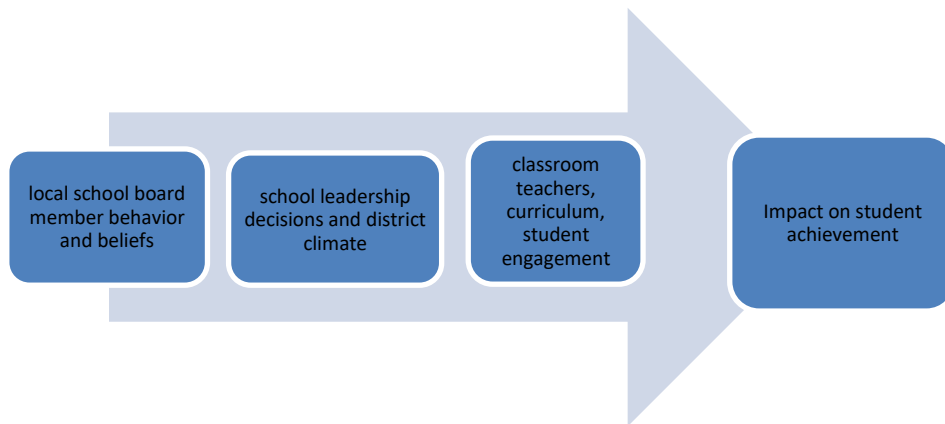 local school board
member behavior
and beliefs
school leadership
decisions and district
climate
classroom
teachers,
curriculum,
student
engagement
Impact on student
achievement